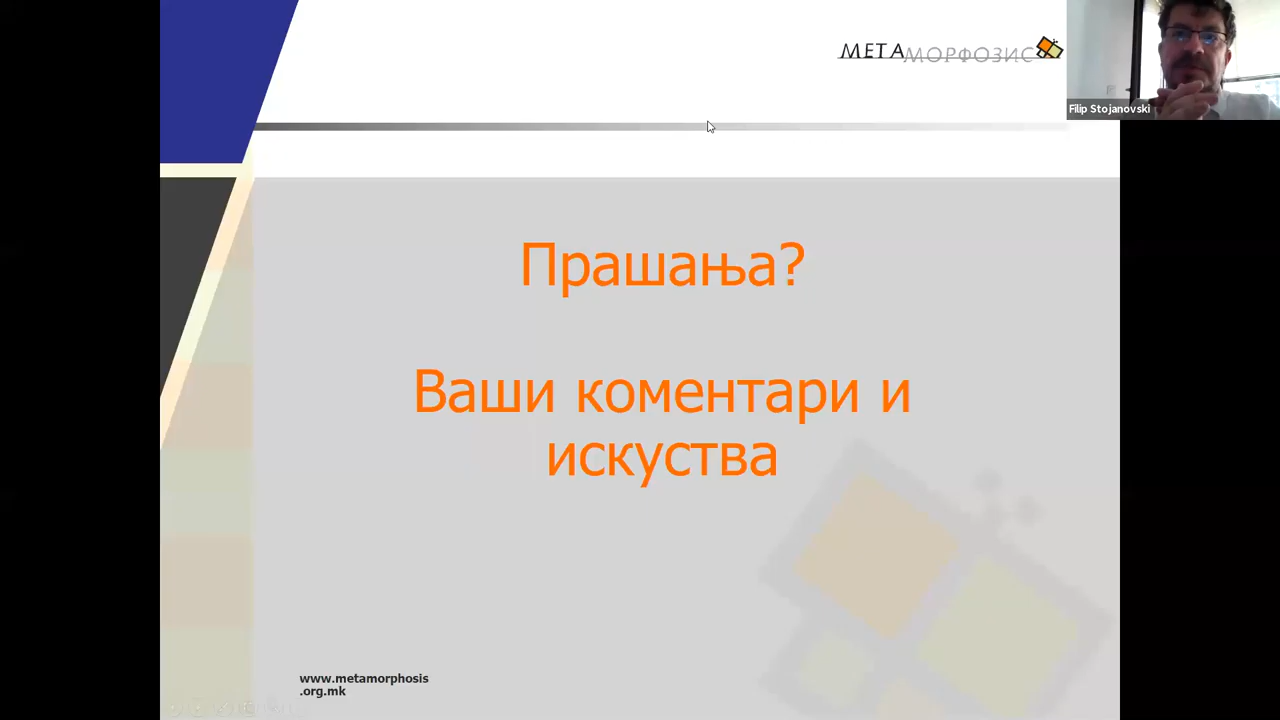 МЕТАМОРФОЗИС
Filip Stojanovski
Прашања?
Ваши коментари и
искуства
www.metamorphosis
.org.mk